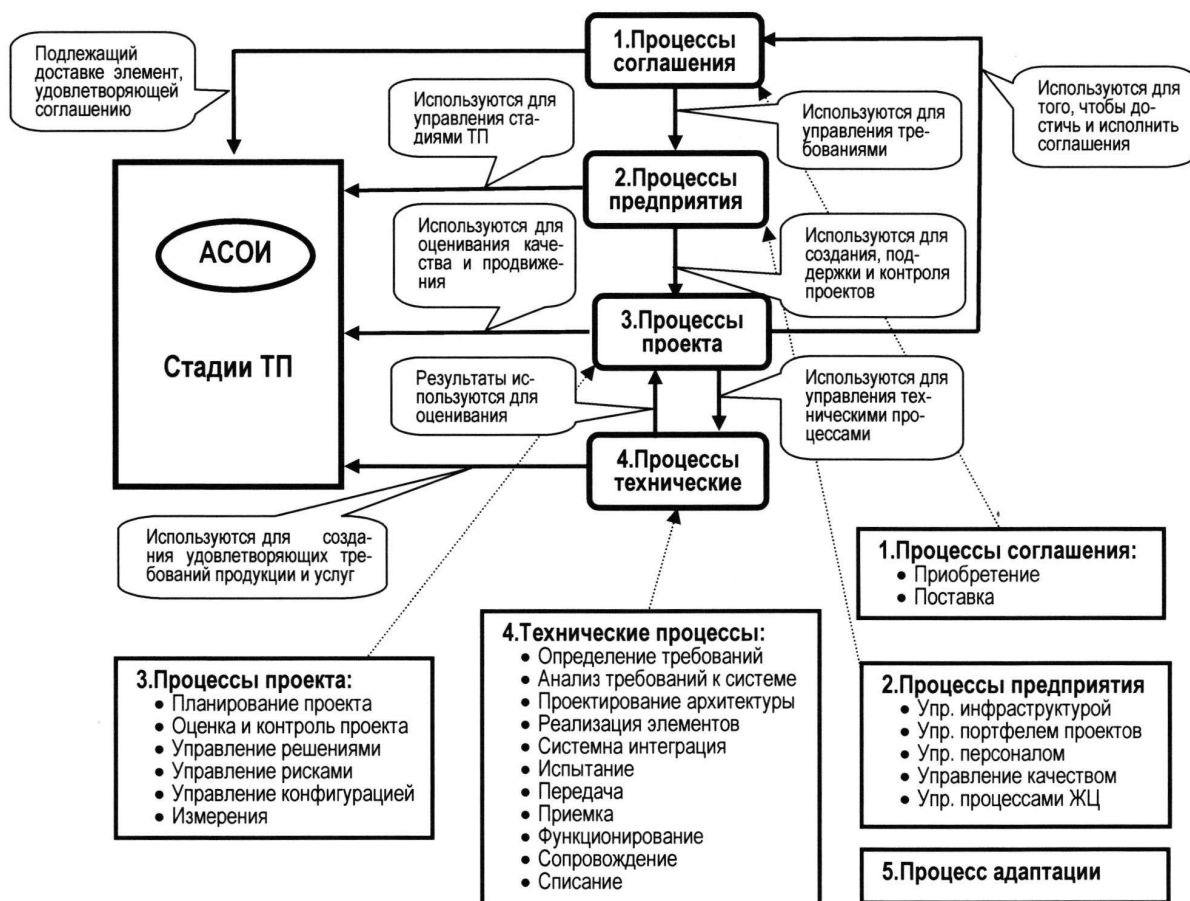 Подлежащий
доставке элемент,
удовлетворяющей
соглашению
1.Процессы
соглашения
Используются для
управления ста-
диями ТП
Используются для
управления тре-
бованиями
Используются для
того, чтобы до-
стичь и исполнить
соглашения
2.Процессы
предприятия
АСОИ
Стадии ТП
Используются для
оценивания каче-
ства и продвиже-
ния
Используются для
создания, под-
держки и контроля
проектов
3.Процессы
проекта
Результаты ис-
пользуются для
оценивания
Используются для
управления тех-
ническими про-
цессами
4.Процессы
технические
Используются для созда-
ния удовлетворяющих тре-
бований продукции и услуг
1.Процессы соглашения:
• Приобретение
• Поставка
3.Процессы проекта:
• Планирование проекта
• Оценка и контроль проекта
• Управление решениями
• Управление рисками
• Управление конфигурацией
• Измерения
4.Технические процессы:
• Определение требований
• Анализ требований к системе
• Проектирование архитектуры
• Реализация элементов
• Системна интеграция
• Испытание
• Передача
• Приемка
• Функционирование
• Сопровождение
• Списание
2.Процессы предприятия
• Упр. инфраструктурой
• Упр. портфелем проектов
• Упр. персоналом
• Управление качеством
• Упр. процессами ЖЦ
5.Процесс адаптации